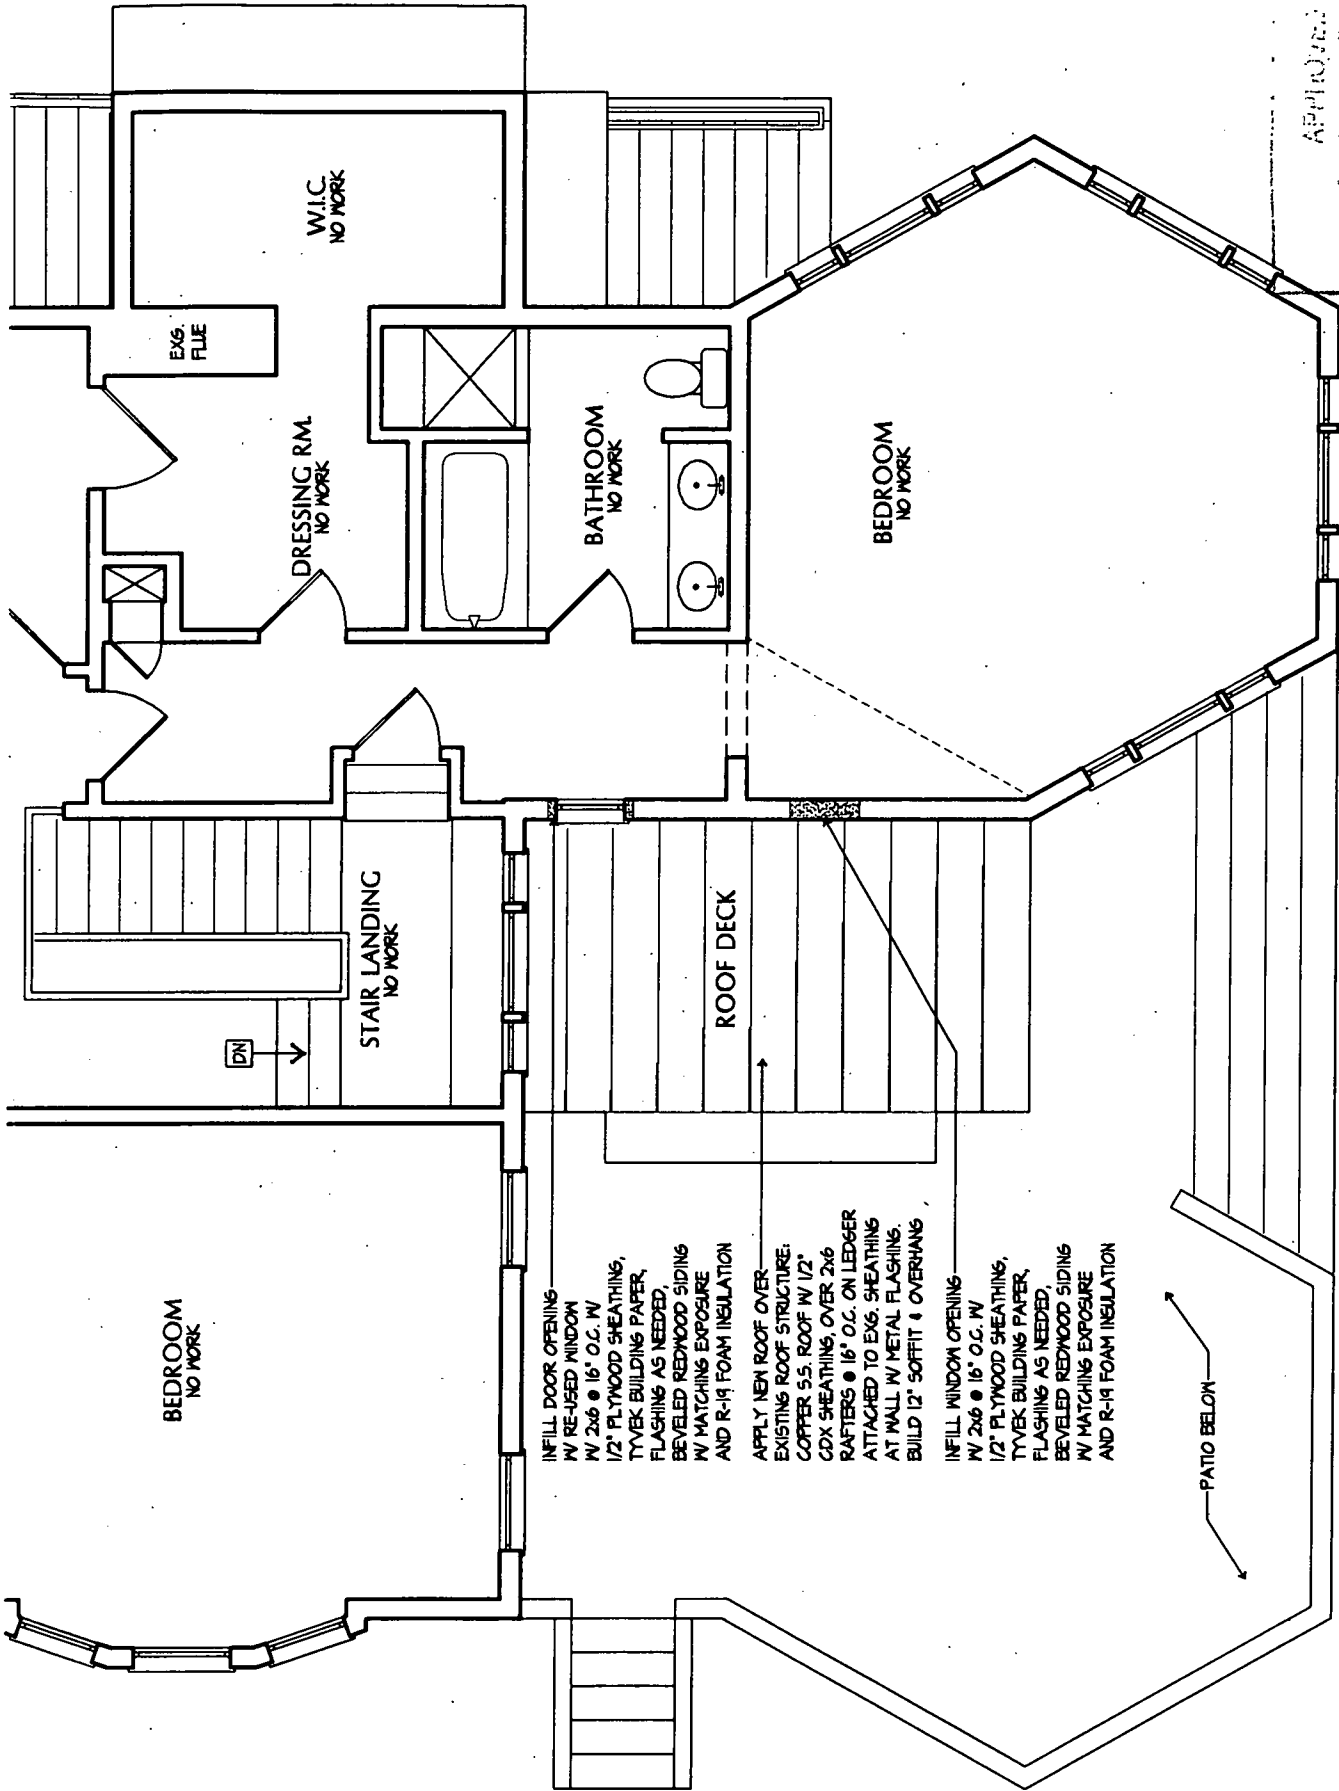 W.I.C.
NO WORK
EXG.
FLUE
DRESSING RM.
NO WORK
BATHROOM
NO WORK
BEDROOM
NO WORK
STAIR LANDING
NO WORK
DN
ROOF DECK
BEDROOM
NO WORK
INFILL DOOR OPENING
W/ RE-USED WINDOW
W/ 2x6 @ 16" O.C. W/
1/2" PLYWOOD SHEATHING,
TYVEK BUILDING PAPER,
FLASHING AS NEEDED,
BEVELED REDWOOD SIDING
W/ MATCHING EXPOSURE
AND R-19 FOAM INSULATION
APPLY NEW ROOF OVER
EXISTING ROOF STRUCTURE:
COPPER S.S. ROOF W/ 1/2"
CDX SHEATHING, OVER 2x6
RAFTERS @ 16" O.C. ON LEDGER
ATTACHED TO EXG. SHEATHING
AT WALL W/ METAL FLASHING.
BUILD 12" SOFFIT & OVERHANG
INFILL WINDOW OPENING
W/ 2x6 @ 16" O.C. W/
1/2" PLYWOOD SHEATHING,
TYVEK BUILDING PAPER,
FLASHING AS NEEDED,
BEVELED REDWOOD SIDING
W/ MATCHING EXPOSURE
AND R-19 FOAM INSULATION
PATIO BELOW
APPROVED